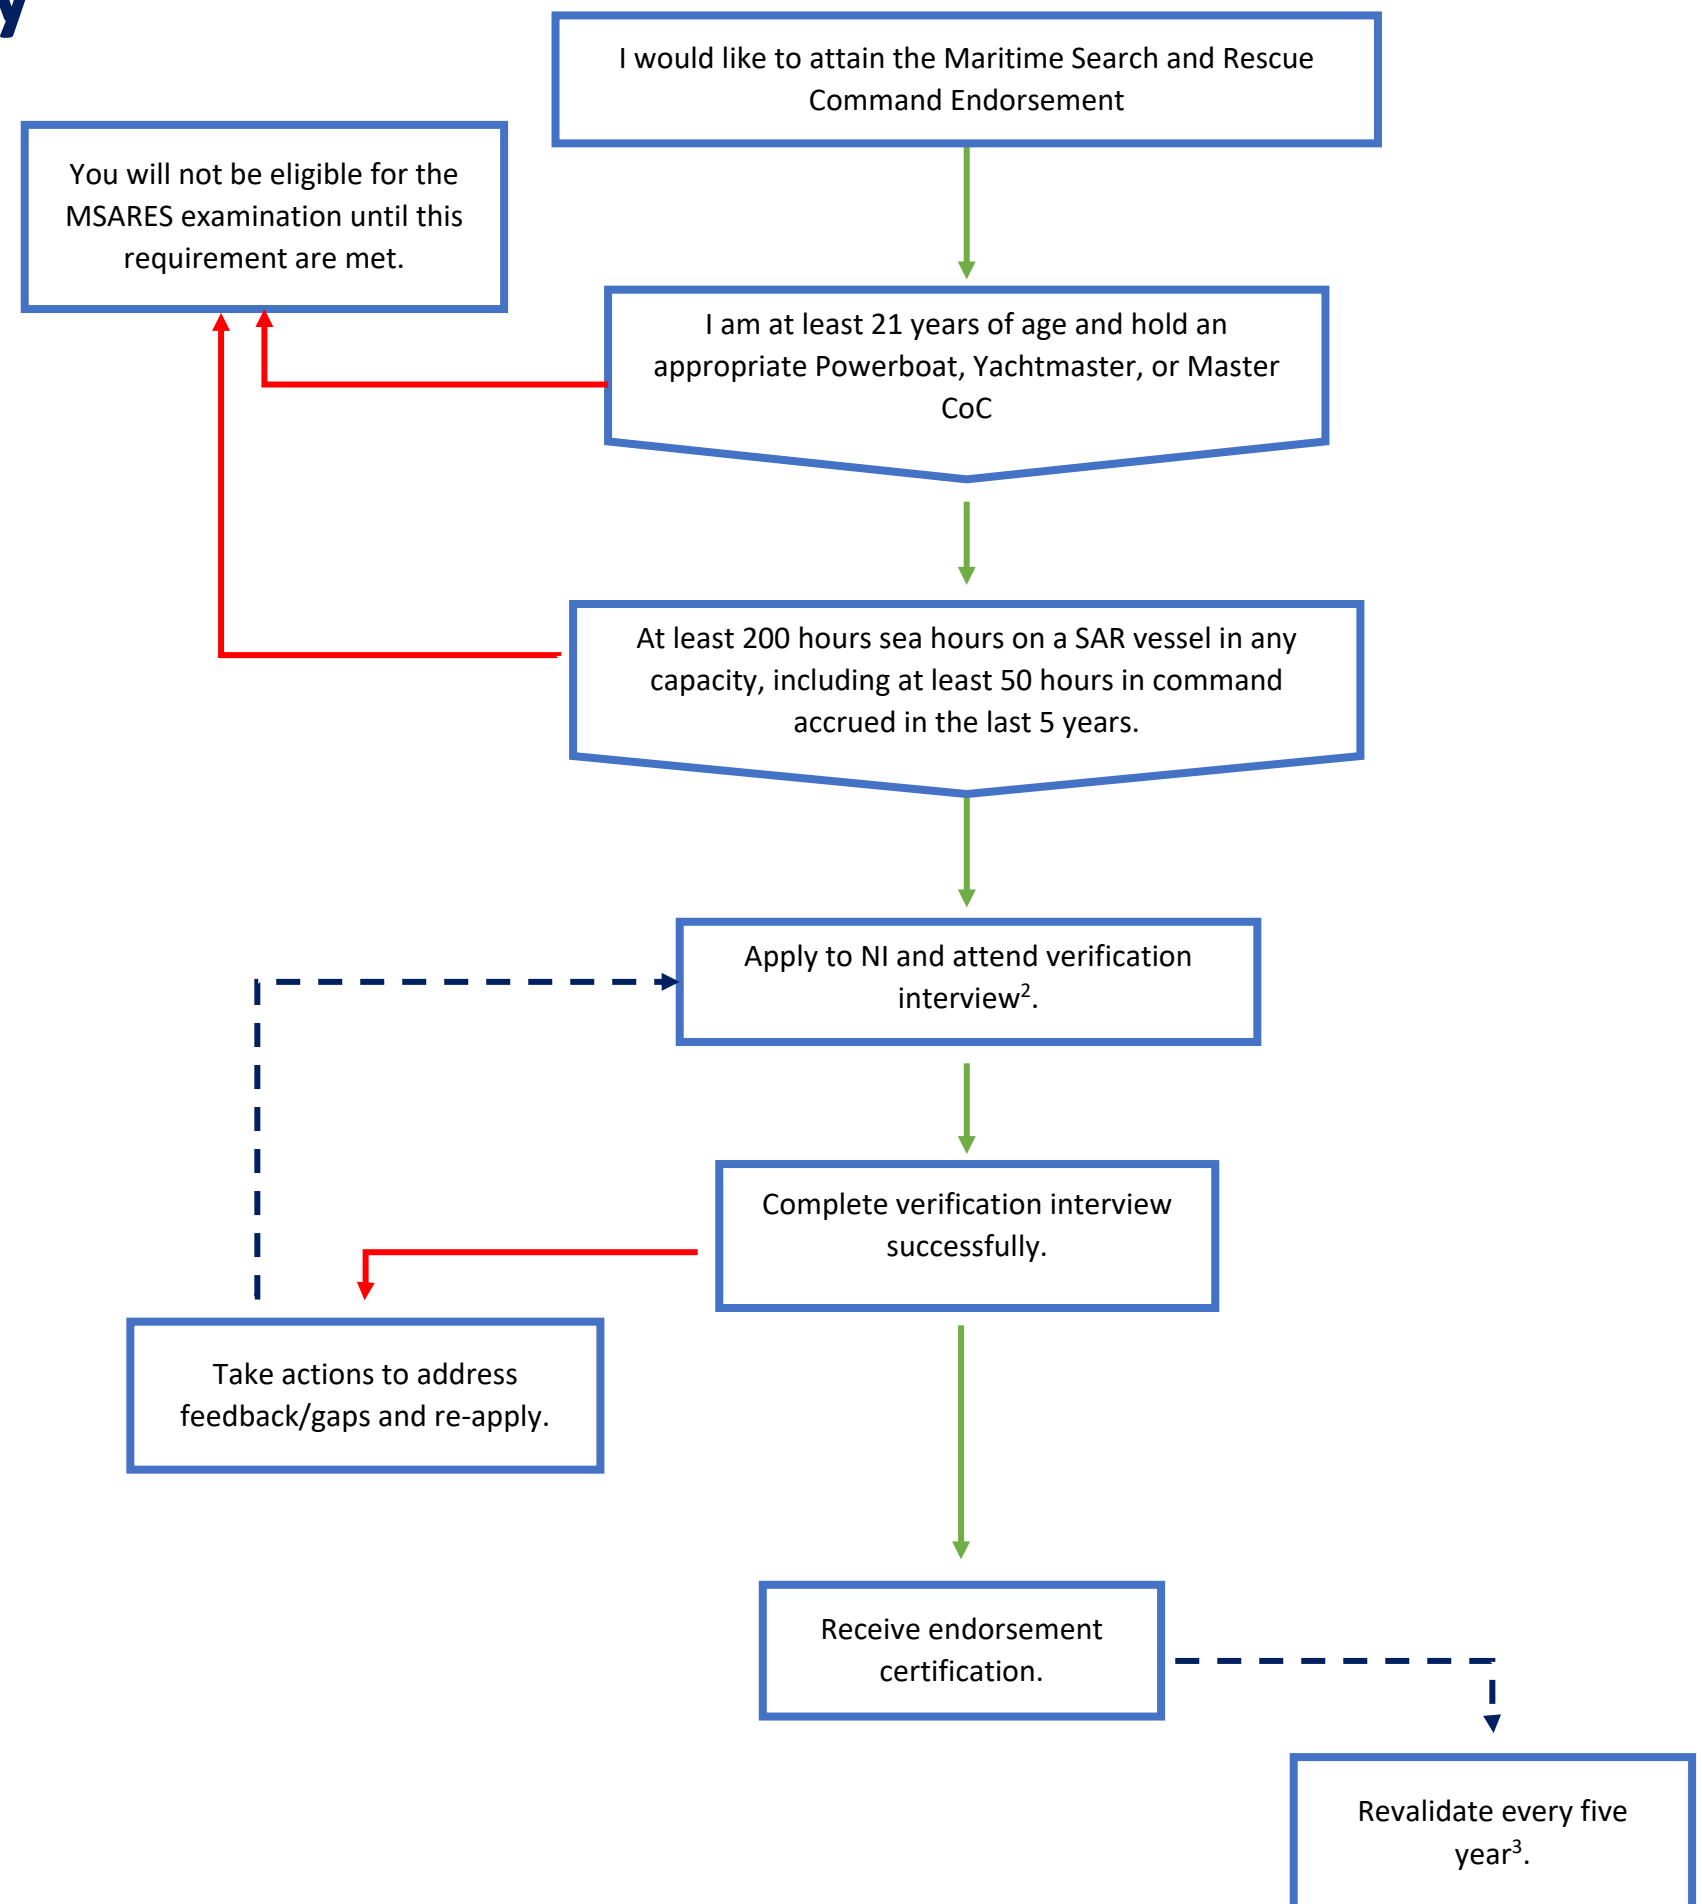 y
I would like to attain the Maritime Search and Rescue
Command Endorsement
You will not be eligible for the
MSARES examination until this
requirement are met.
I am at least 21 years of age and hold an
appropriate Powerboat, Yachtmaster, or Master
CoC
At least 200 hours sea hours on a SAR vessel in any
capacity, including at least 50 hours in command
accrued in the last 5 years.
Apply to NI and attend verification
interview².
Complete verification interview
successfully.
Take actions to address
feedback/gaps and re-apply.
Receive endorsement
certification.
Revalidate every five
year³.